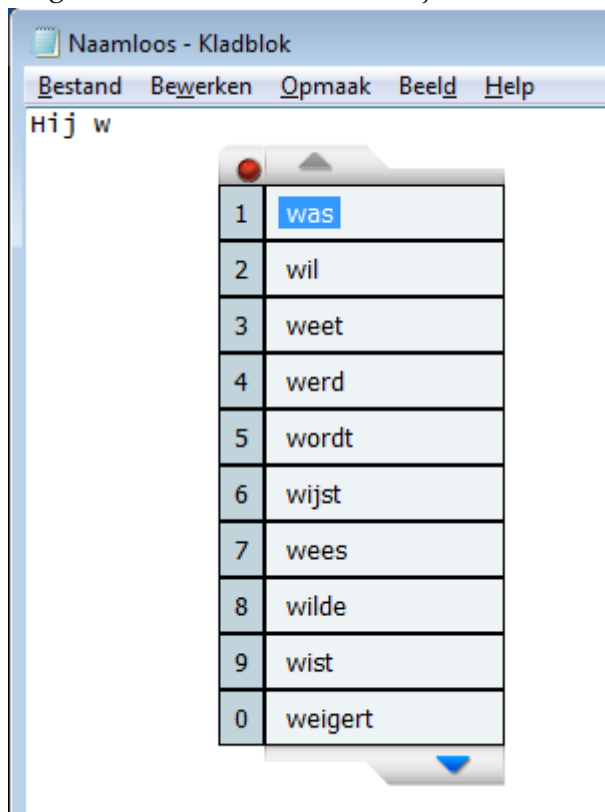 Naamloos - Kladblok
Bestand Bewerken Opmaak Beeld Help
Hij w
1 was
2 wil
3 weet
4 werd
5 wordt
6 wijst
7 wees
8 wilde
9 wist
0 weigert